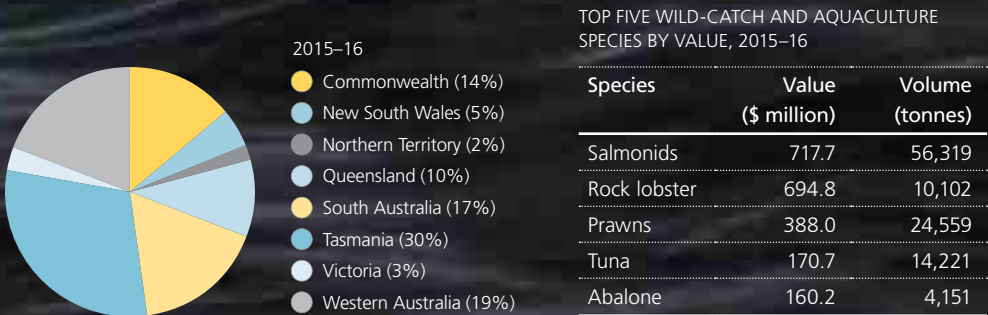 2015–16
Commonwealth (14%)
New South Wales (5%)
Northern Territory (2%)
Queensland (10%)
South Australia (17%)
Tasmania (30%)
Victoria (3%)
Western Australia (19%)
TOP FIVE WILD-CATCH AND AQUACULTURE
SPECIES BY VALUE, 2015–16
Species Value Volume
($ million) (tonnes)
Salmonids 717.7 56,319
Rock lobster 694.8 10,102
Prawns 388.0 24,559
Tuna 170.7 14,221
Abalone 160.2 4,151